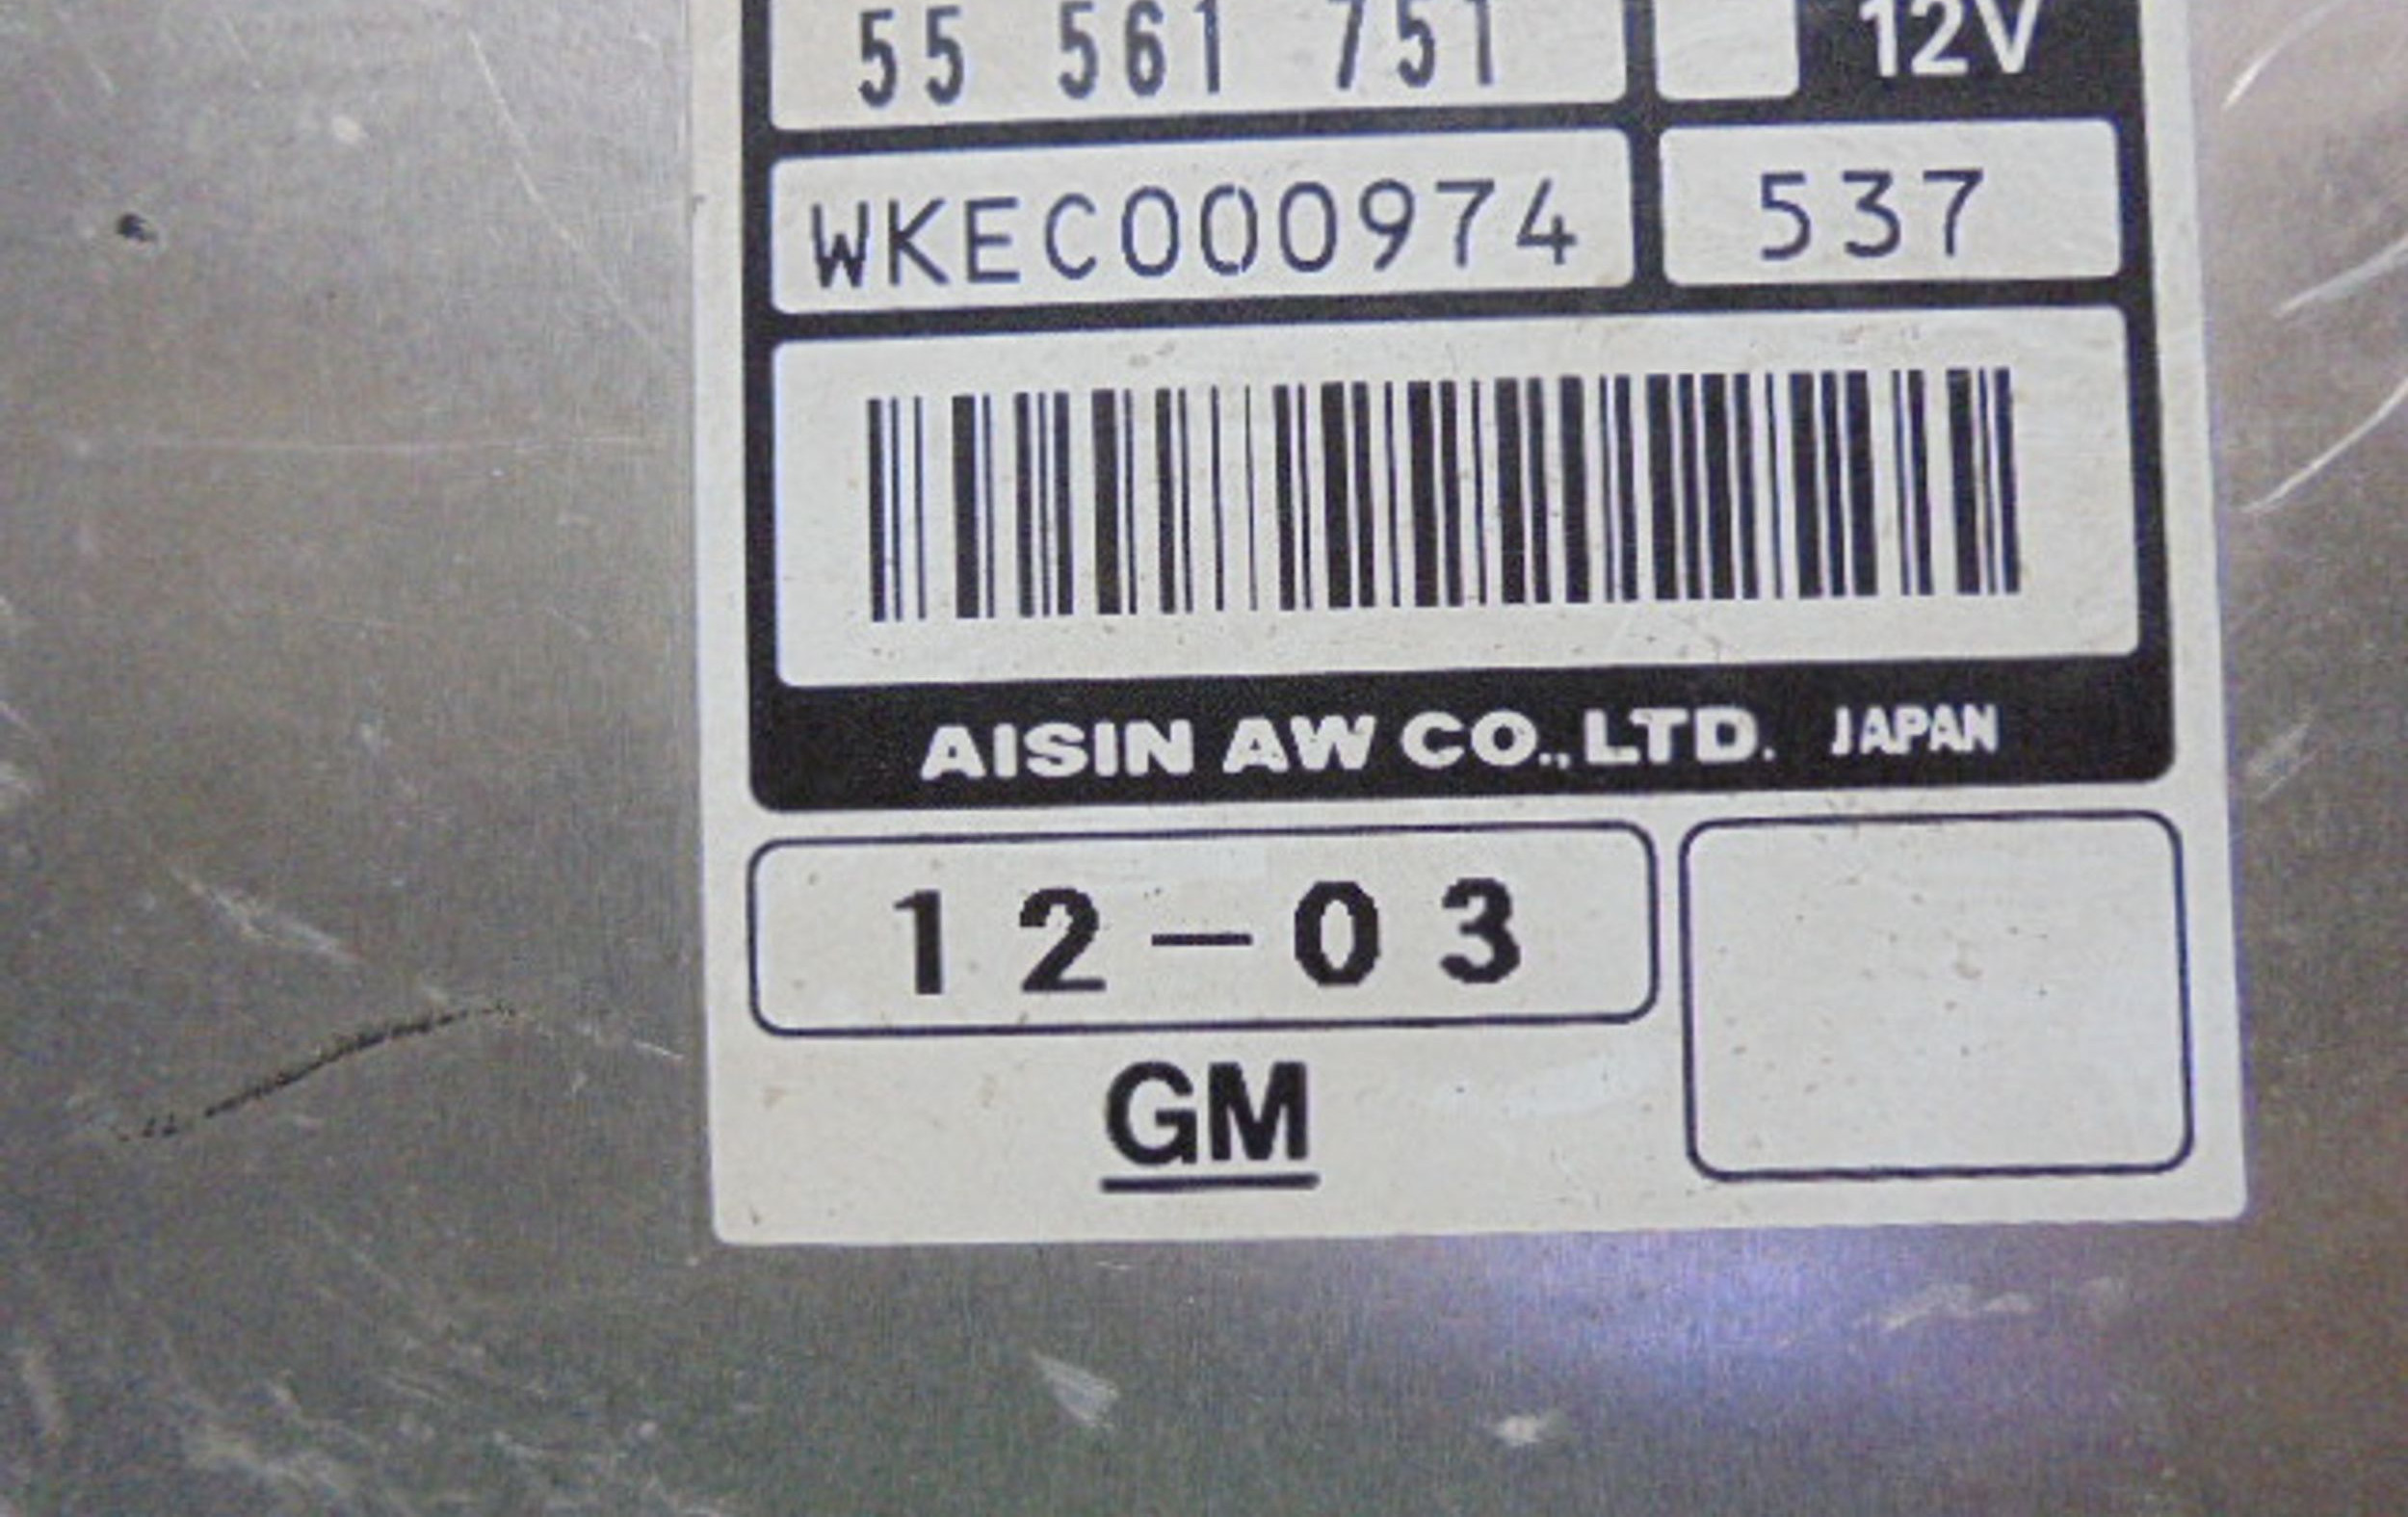 55 561 751 12V
WKEC000974 537
AISIN AW CO.,LTD. JAPAN
12-03
GM